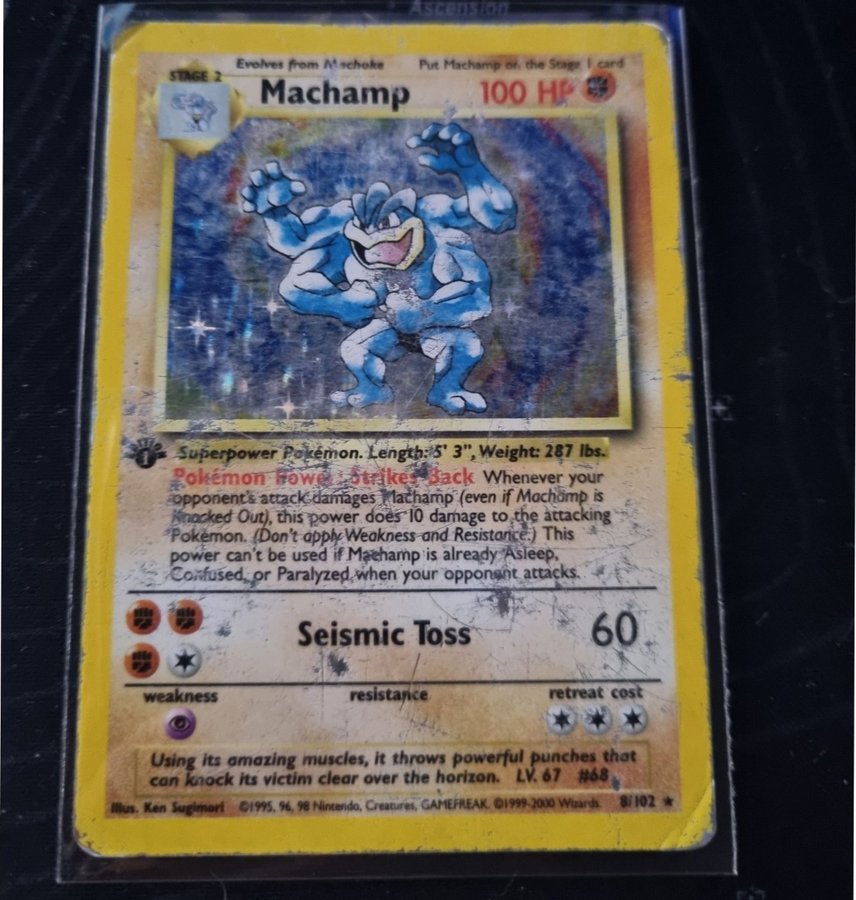 Ascension
Evolves from Machoke Put Machamp on the Stage 1 card
STAGE 2
Machamp 100 HP
1
Superpower Pokémon. Length: 5' 3", Weight: 287 lbs.
Pokémon Power: Strikes Back Whenever your
opponent's attack damages Machamp (even if Machamp is
Knocked Out), this power does 10 damage to the attacking
Pokémon. (Don't apply Weakness and Resistance.) This
power can't be used if Machamp is already Asleep,
Confused, or Paralyzed when your opponent attacks.
Seismic Toss 60
weakness resistance retreat cost
Using its amazing muscles, it throws powerful punches that
can knock its victim clear over the horizon. LV. 67 #68
Illus. Ken Sugimori ©1995, 96, 98 Nintendo, Creatures, GAMEFREAK. ©1999-2000 Wizards. 8/102 ★